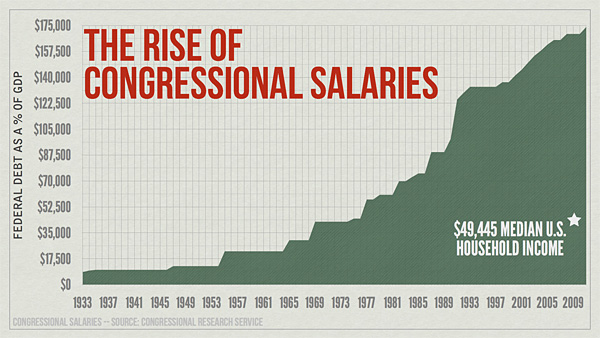 THE RISE OF
CONGRESSIONAL SALARIES
FEDERAL DEBT AS A % OF GDP
$175,000
$157,500
$140,000
$122,500
$105,000
$87,500
$70,000
$52,500
$35,000
$17,500
$0
$49,445 MEDIAN U.S.
HOUSEHOLD INCOME
1933 1937 1941 1945 1949 1953 1957 1961 1965 1969 1973 1977 1981 1985 1989 1993 1997 2001 2005 2009
CONGRESSIONAL SALARIES -- SOURCE: CONGRESSIONAL RESEARCH SERVICE